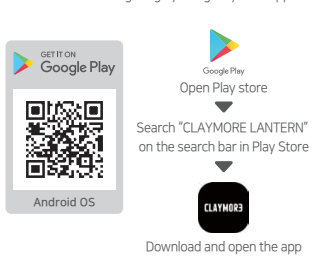 GET IT ON
Google Play
Android OS
Google Play
Open Play store
Search "CLAYMORE LANTERN"
on the search bar in Play Store
CLAYMOR3
Download and open the app